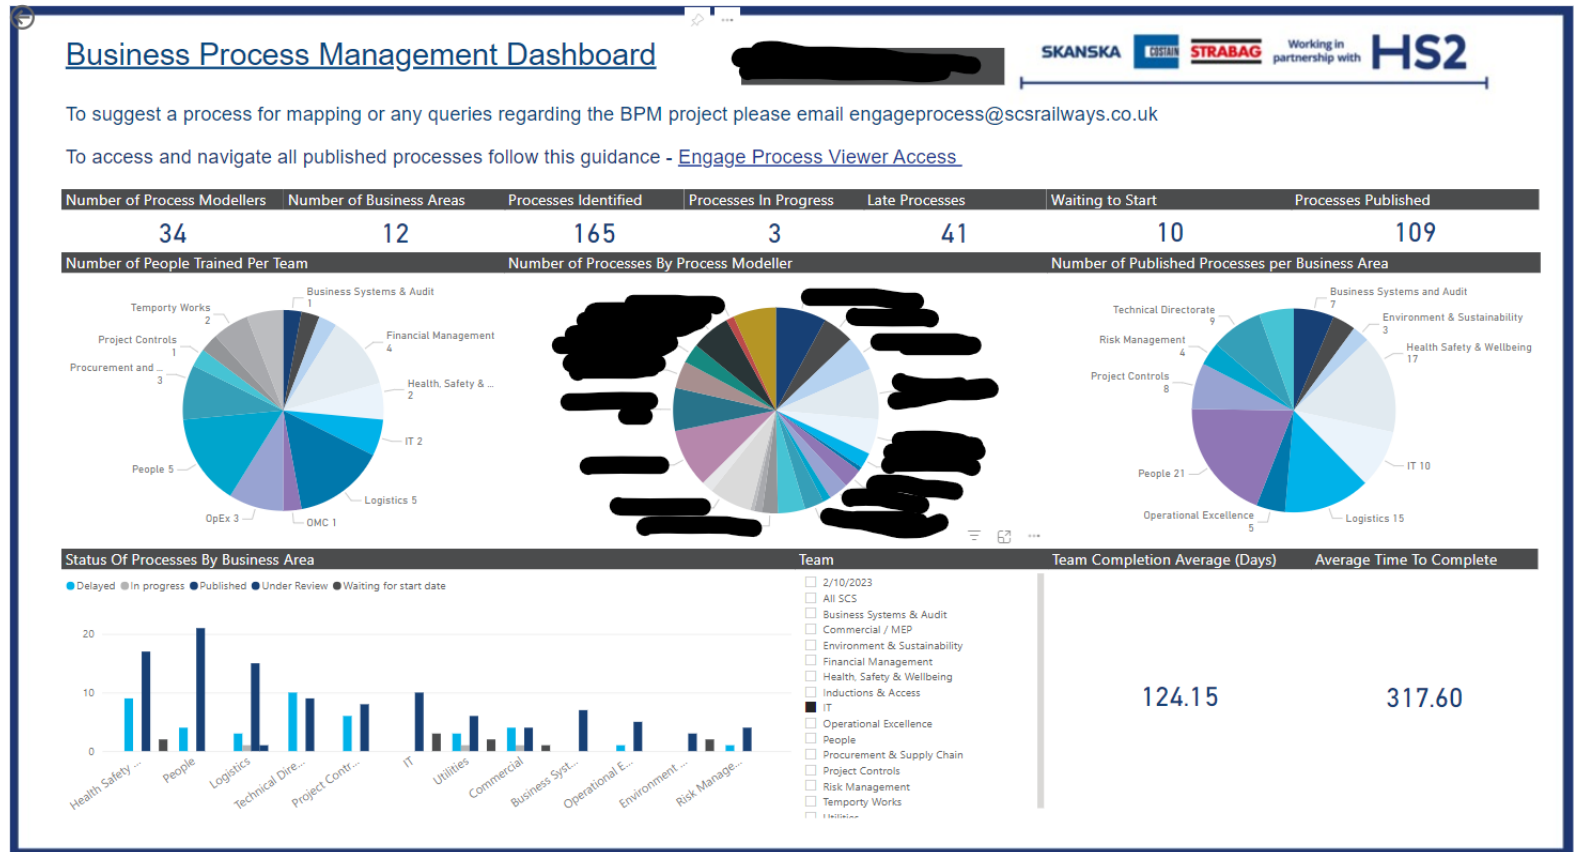 Business Process Management Dashboard
SKANSKA COSTAIN STRABAG Working in partnership with HS2
To suggest a process for mapping or any queries regarding the BPM project please email engageprocess@scsrailways.co.uk
To access and navigate all published processes follow this guidance - Engage Process Viewer Access
Number of Process Modellers Number of Business Areas Processes Identified Processes In Progress Late Processes Waiting to Start Processes Published
34 12 165 3 41 10 109
Number of People Trained Per Team
Business Systems & Audit
1
Temporty Works
2
Financial Management
4
Project Controls
1
Procurement and ...
3
Health, Safety & ...
2
IT 2
People 5
Logistics 5
OpEx 3
OMC 1
Number of Processes By Process Modeller
Number of Published Processes per Business Area
Business Systems and Audit
7
Technical Directorate
9
Environment & Sustainability
3
Risk Management
4
Health Safety & Wellbeing
17
Project Controls
8
IT 10
People 21
Operational Excellence
5
Logistics 15
Status Of Processes By Business Area
Delayed In progress Published Under Review Waiting for start date
20
10
0
Health Safety ...
People
Logistics
Technical Dire...
Project Contr...
IT
Utilities
Commercial
Business Syst...
Operational E...
Environment ...
Risk Manage...
Team
2/10/2023
All SCS
Business Systems & Audit
Commercial / MEP
Environment & Sustainability
Financial Management
Health, Safety & Wellbeing
Inductions & Access
IT
Operational Excellence
People
Procurement & Supply Chain
Project Controls
Risk Management
Temporty Works
Utilities
Team Completion Average (Days)
124.15
Average Time To Complete
317.60